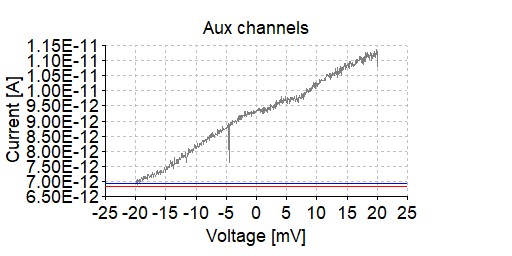 Aux channels
1.15E-11
1.10E-11
1.05E-11
1.00E-11
9.50E-12
9.00E-12
8.50E-12
8.00E-12
7.50E-12
7.00E-12
6.50E-12
Current [A]
-25 -20 -15 -10 -5 0 5 10 15 20 25
Voltage [mV]